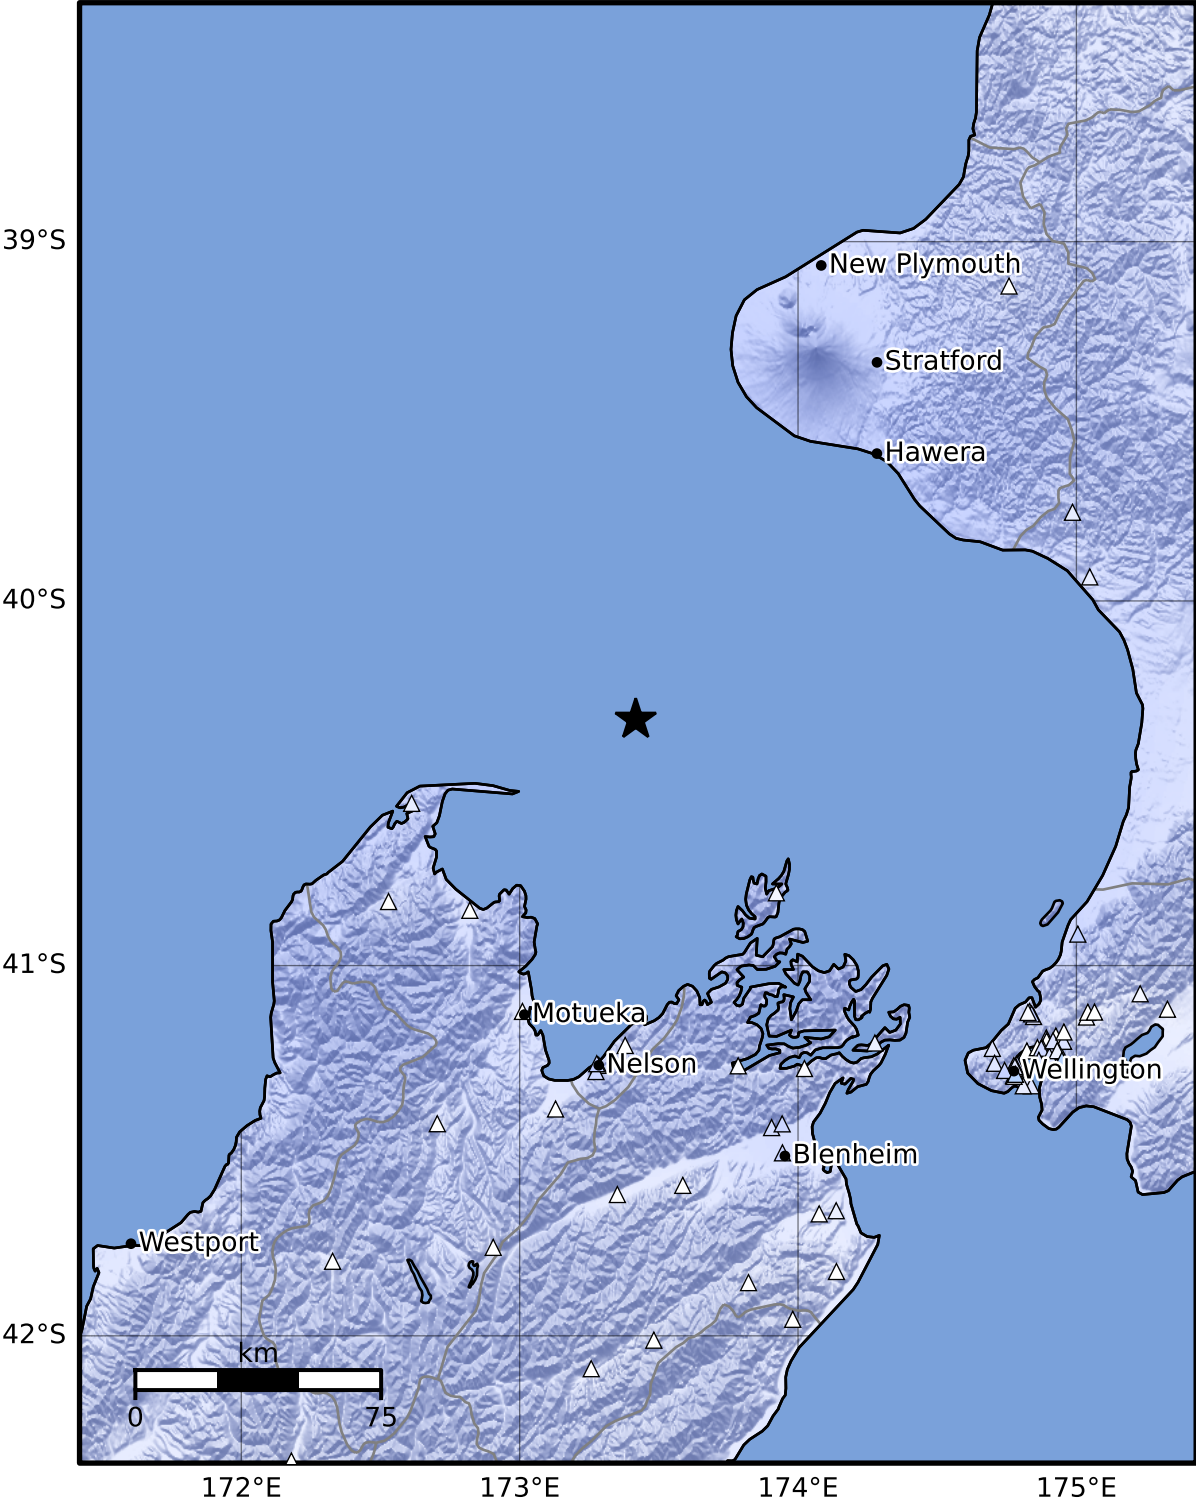 39°S
New Plymouth
Stratford
Hawera
40°S
41°S
Motueka
Nelson
Wellington
Blenheim
Westport
42°S
km
0 75
172°E 173°E 174°E 175°E